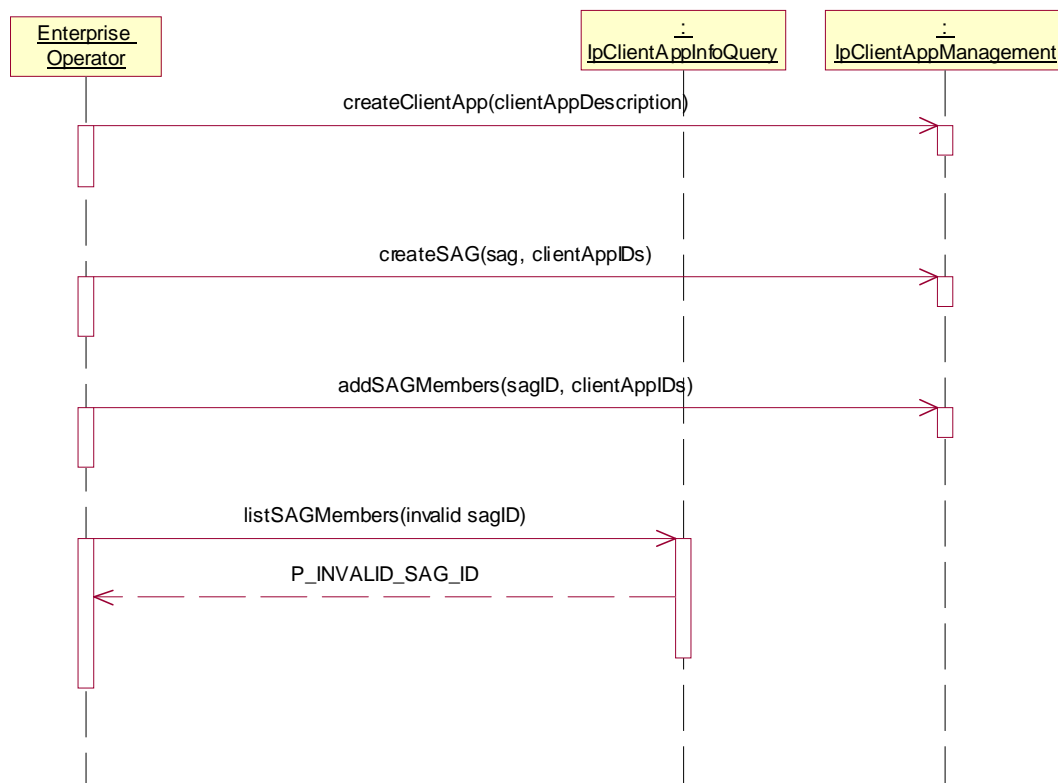 Enterprise
Operator
:
IpClientAppInfoQuery
:
IpClientAppManagement
createClientApp(clientAppDescription)
createSAG(sag, clientAppIDs)
addSAGMembers(sagID, clientAppIDs)
listSAGMembers(invalid sagID)
P_INVALID_SAG_ID